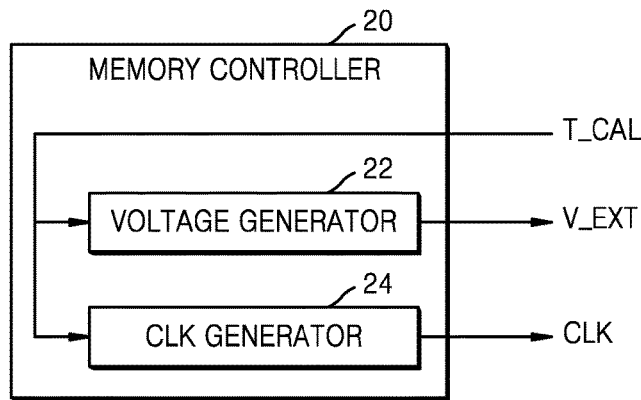 20
MEMORY CONTROLLER
T_CAL
22
VOLTAGE GENERATOR
V_EXT
24
CLK GENERATOR
CLK